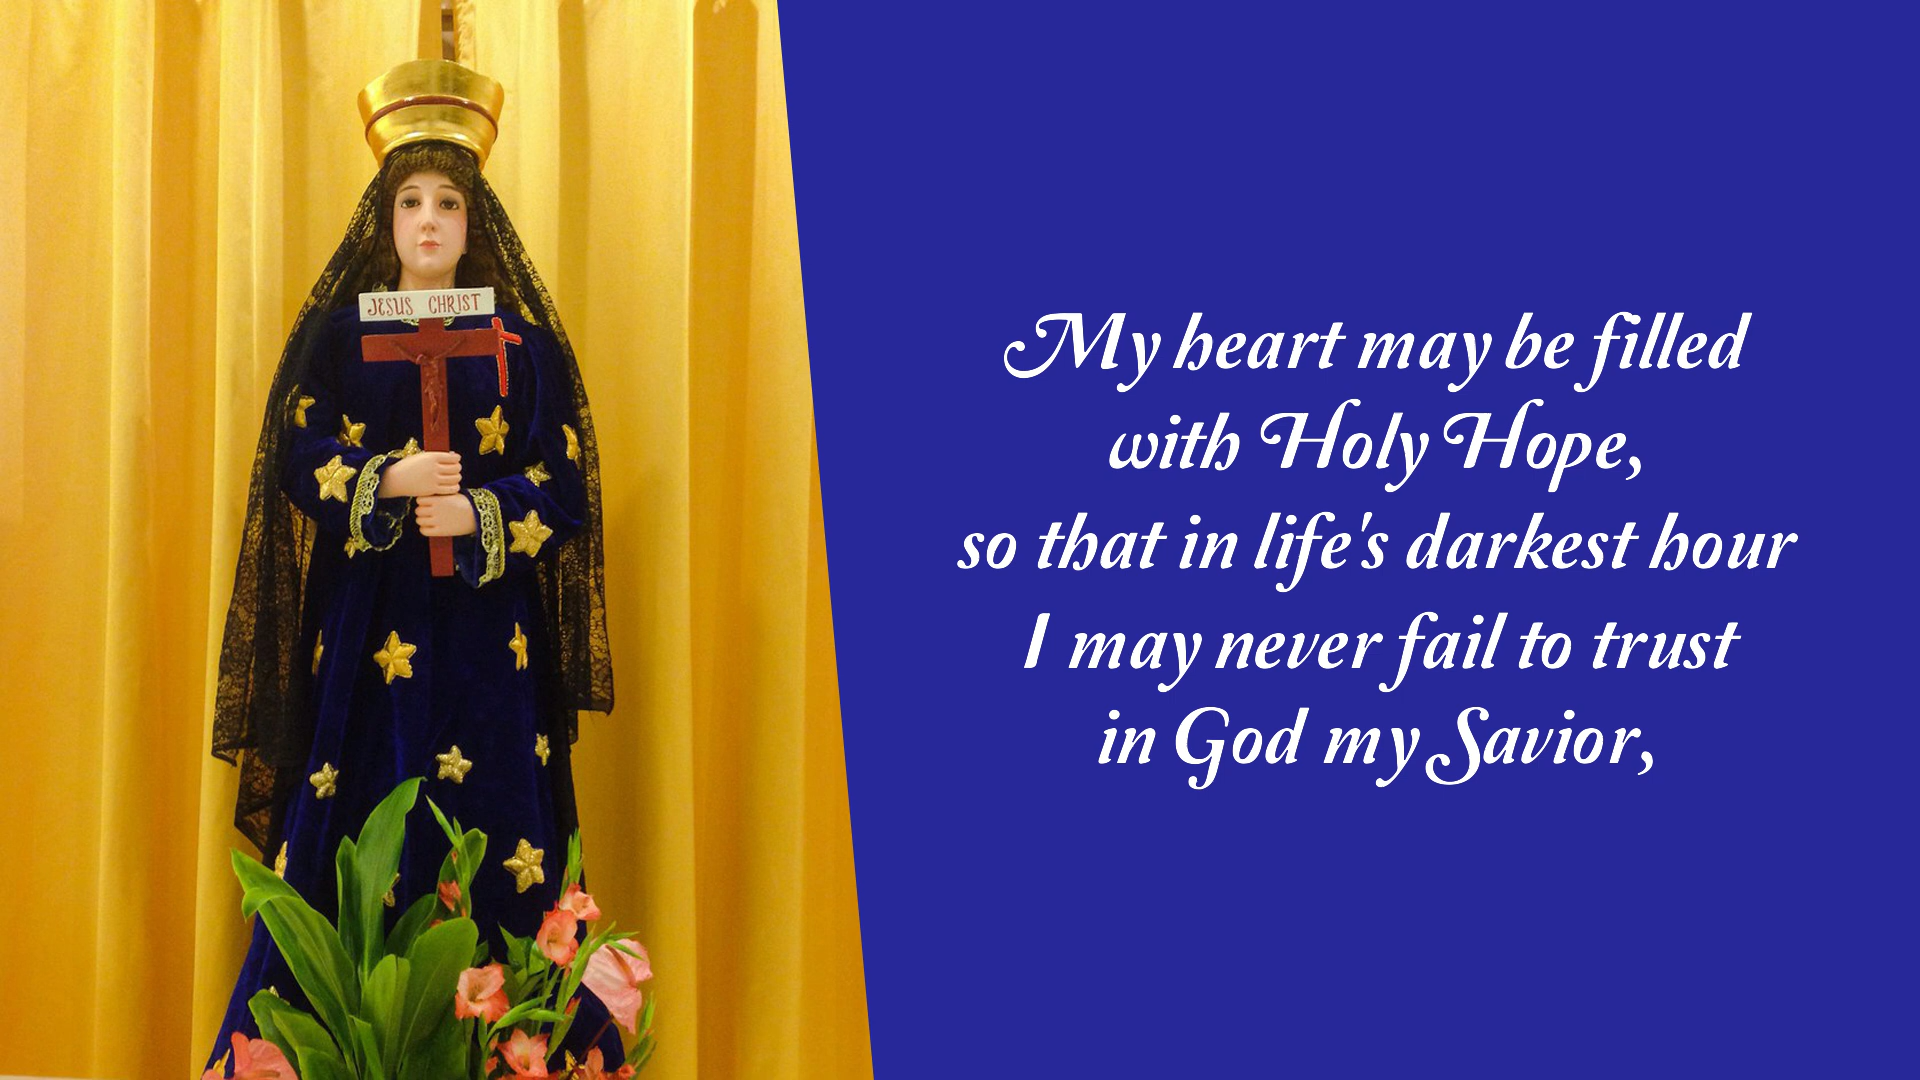 JESUS CHRIST
My heart may be filled
with Holy Hope,
so that in life's darkest hour
I may never fail to trust
in God my Savior,